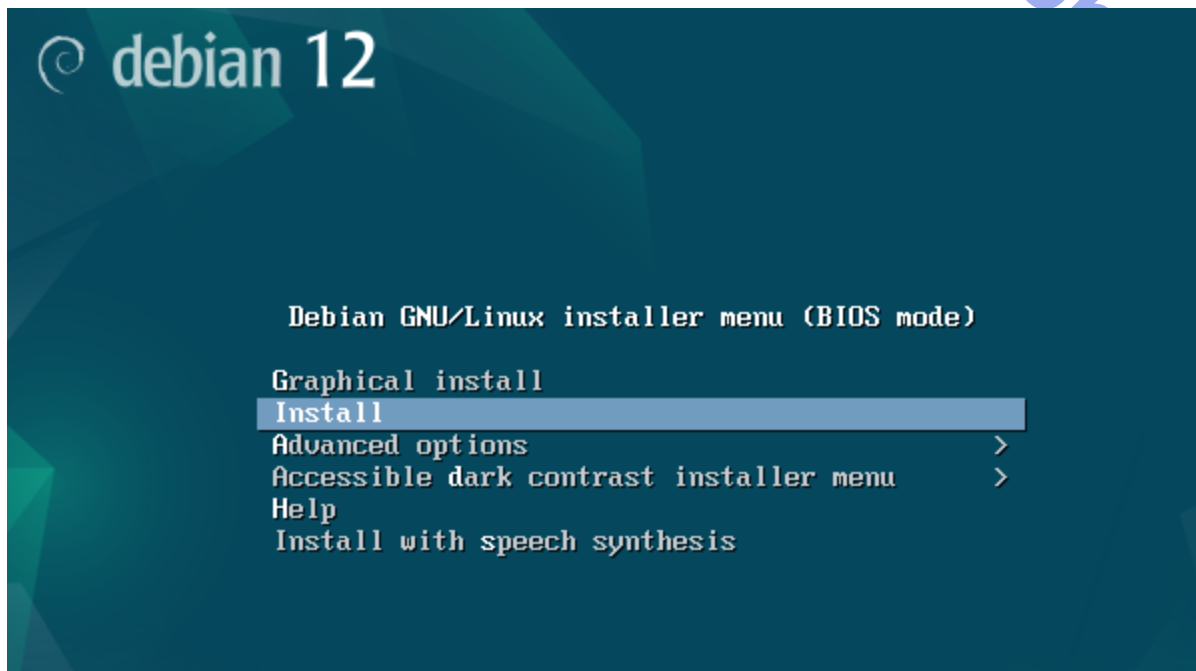 debian 12
Debian GNU/Linux installer menu (BIOS mode)
Graphical install
Install
Advanced options >
Accessible dark contrast installer menu >
Help
Install with speech synthesis